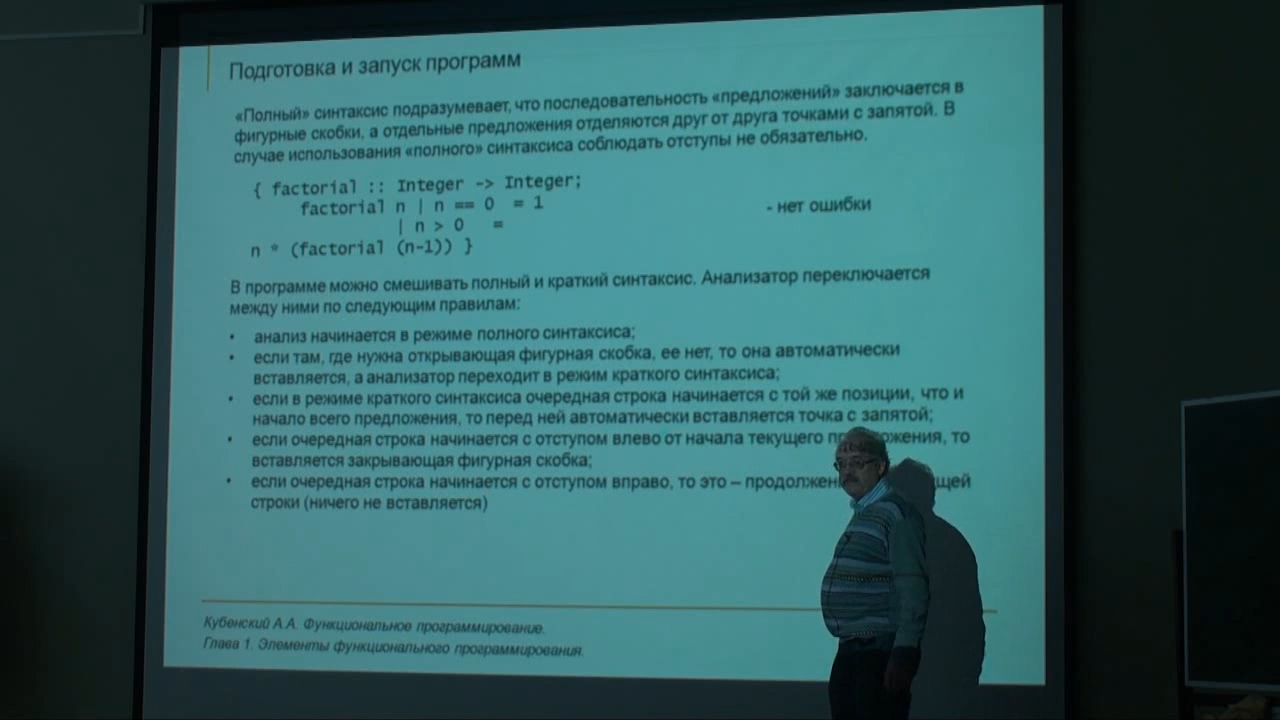 Подготовка и запуск программ
«Полный» синтаксис подразумевает, что последовательность «предложений» заключается в
фигурные скобки, а отдельные предложения отделяются друг от друга точками с запятой. В
случае использования «полного» синтаксиса соблюдать отступы не обязательно.
{ factorial :: Integer -> Integer;
factorial n | n == 0 = 1
- нет ошибки
| n > 0 =
n * (factorial (n-1)) }
В программе можно смешивать полный и краткий синтаксис. Анализатор переключается
между ними по следующим правилам:
• анализ начинается в режиме полного синтаксиса;
• если там, где нужна открывающая фигурная скобка, ее нет, то она автоматически
вставляется, а анализатор переходит в режим краткого синтаксиса;
• если в режиме краткого синтаксиса очередная строка начинается с той же позиции, что и
начало всего предложения, то перед ней автоматически вставляется точка с запятой;
• если очередная строка начинается с отступом влево от начала текущего предложения, то
вставляется закрывающая фигурная скобка;
• если очередная строка начинается с отступом вправо, то это – продолжен щей
строки (ничего не вставляется)
Кубенский А.А. Функциональное программирование.
Глава 1. Элементы функционального программирования.